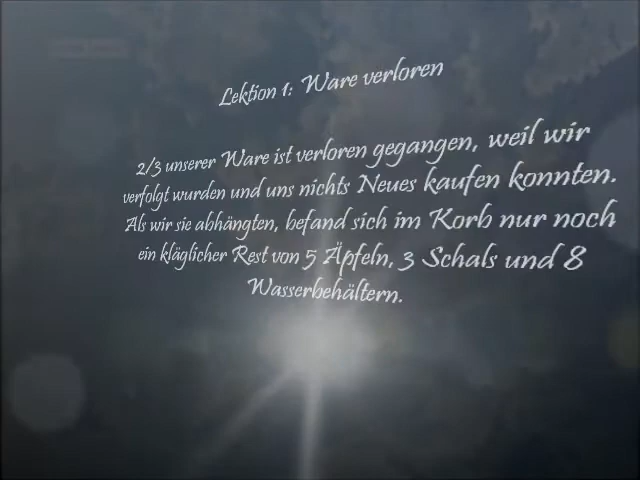 Lektion 1: Ware verloren
2/3 unserer Ware ist verloren gegangen, weil wir
verfolgt wurden und uns nichts Neues kaufen konnten.
Als wir sie abhängten, befand sich im Korb nur noch
ein kläglicher Rest von 5 Äpfeln, 3 Schals und 8
Wasserbehältern.